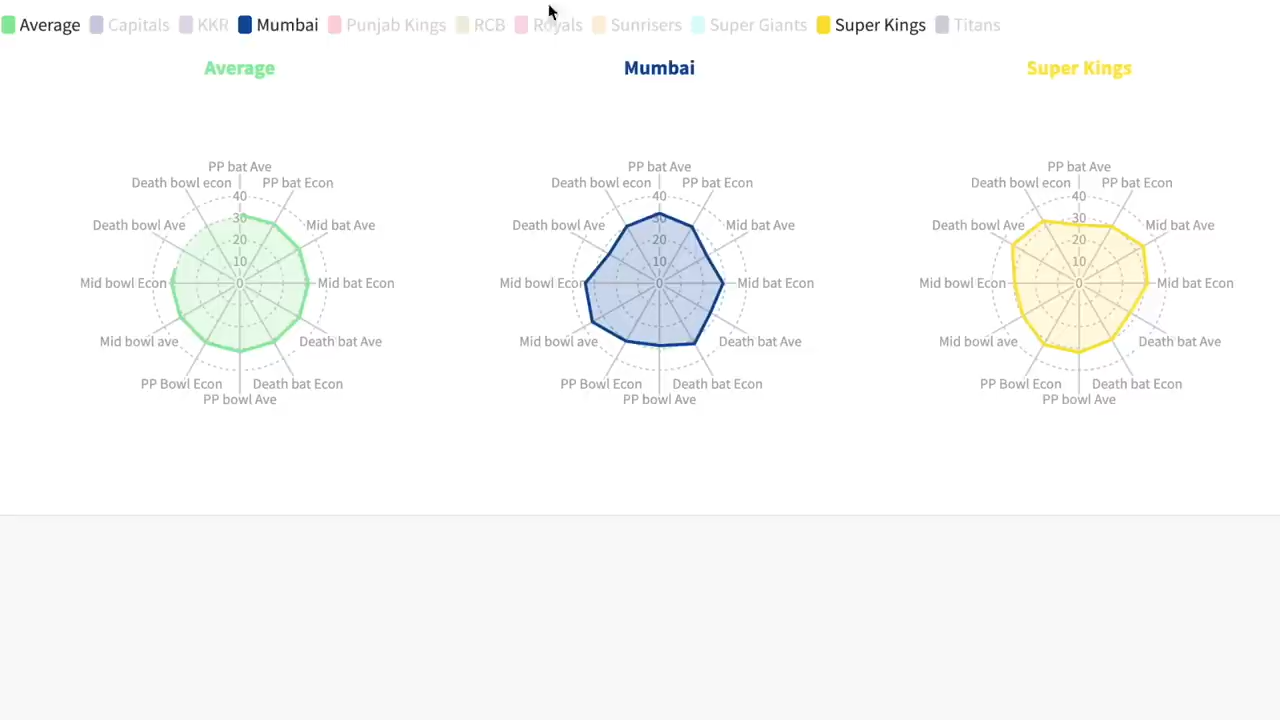 Average Capitals KKR Mumbai Punjab Kings RCB Royals Sunrisers Super Giants Super Kings Titans
Average
PP bat Ave
Death bowl econ PP bat Econ
40
Death bowl Ave 30 Mid bat Ave
20
10
Mid bowl Econ 0 Mid bat Econ
Mid bowl ave Death bat Ave
PP Bowl Econ Death bat Econ
PP bowl Ave
Mumbai
PP bat Ave
Death bowl econ PP bat Econ
40
Death bowl Ave 30 Mid bat Ave
20
10
Mid bowl Econ 0 Mid bat Econ
Mid bowl ave Death bat Ave
PP Bowl Econ Death bat Econ
PP bowl Ave
Super Kings
PP bat Ave
Death bowl econ PP bat Econ
40
Death bowl Ave 30 Mid bat Ave
20
10
Mid bowl Econ 0 Mid bat Econ
Mid bowl ave Death bat Ave
PP Bowl Econ Death bat Econ
PP bowl Ave